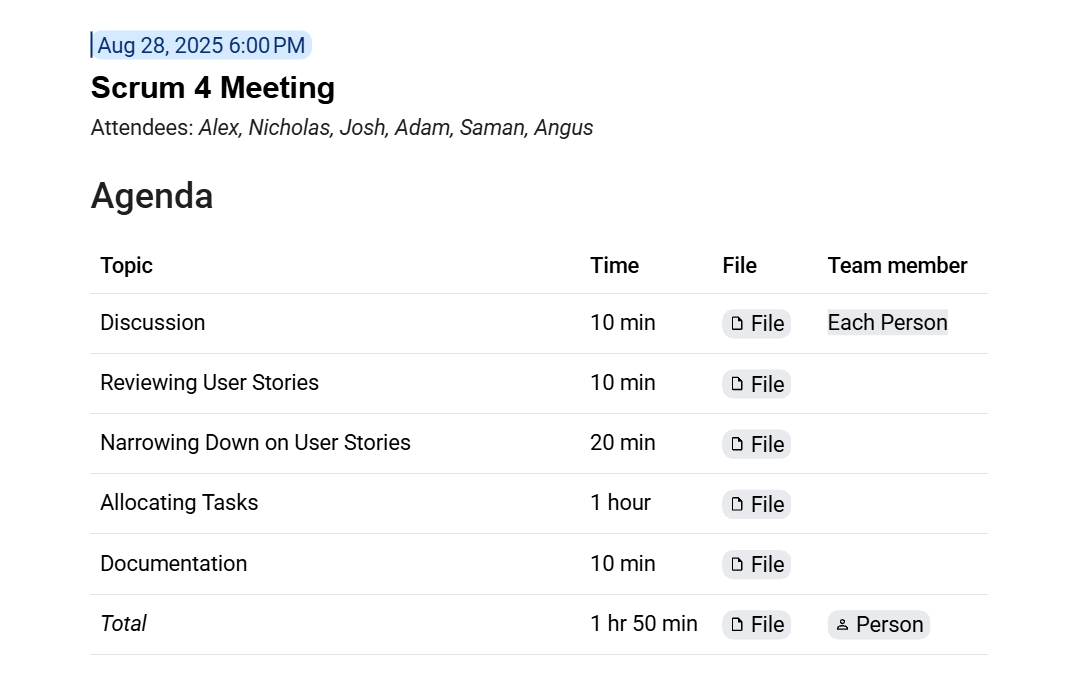 Aug 28, 2025 6:00 PM
Scrum 4 Meeting
Attendees: Alex, Nicholas, Josh, Adam, Saman, Angus
Agenda
Topic Time File Team member
Discussion 10 min File Each Person
Reviewing User Stories 10 min File
Narrowing Down on User Stories 20 min File
Allocating Tasks 1 hour File
Documentation 10 min File
Total 1 hr 50 min File Person